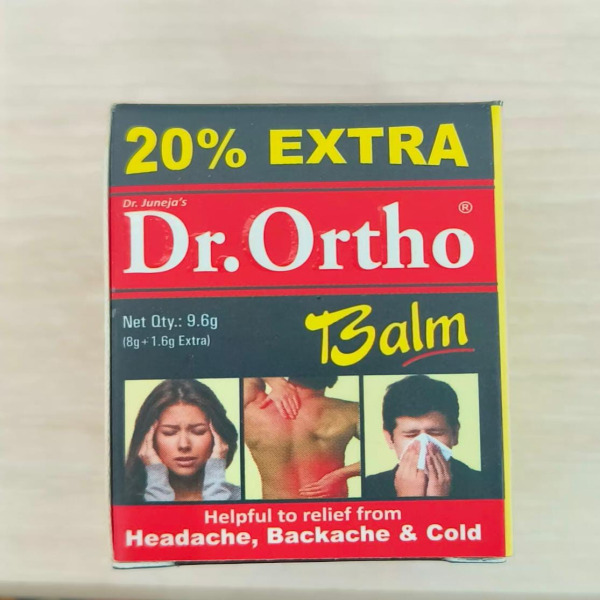 20% EXTRA
Dr. Juneja's
Dr. Ortho®
Net Qty.: 9.6g
(8g+1.6g Extra)
Balm
Helpful to relief from
Headache, Backache & Cold